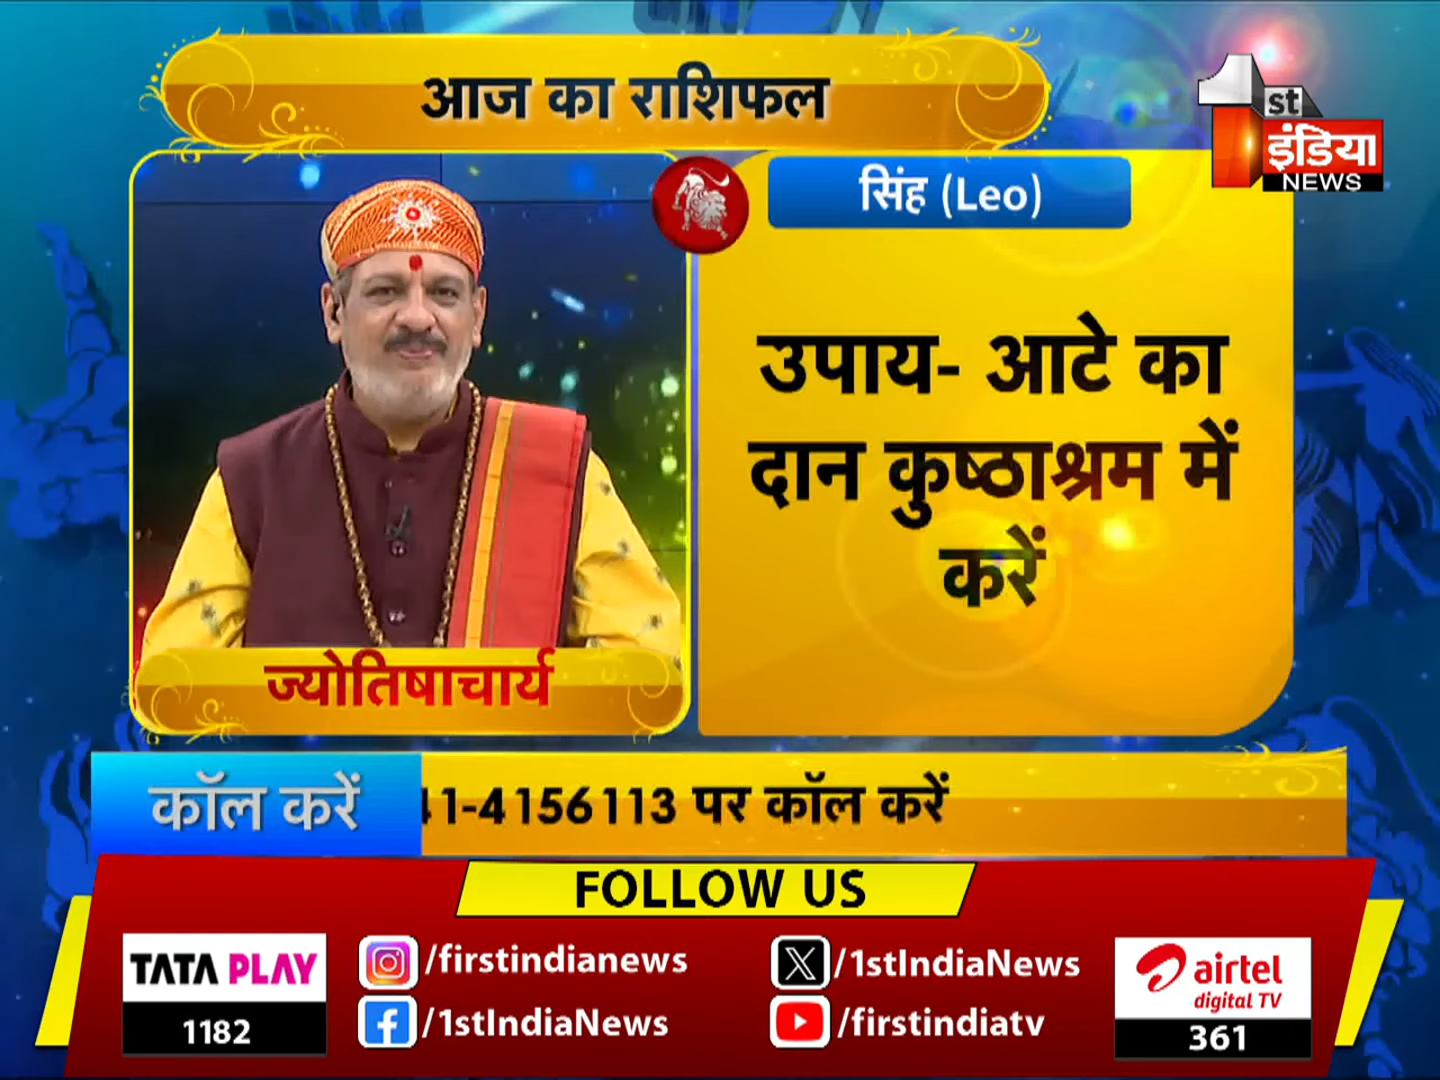 आज का राशिफल
1st
इंडिया
NEWS
सिंह (Leo)
उपाय- आटे का
दान कुष्ठाश्रम में
करें
ज्योतिषाचार्य
कॉल करें
41-4156113 पर कॉल करें
FOLLOW US
TATA PLAY
1182
/firstindianews
/1stIndiaNews
/1stIndiaNews
/firstindiatv
airtel
digital TV
361